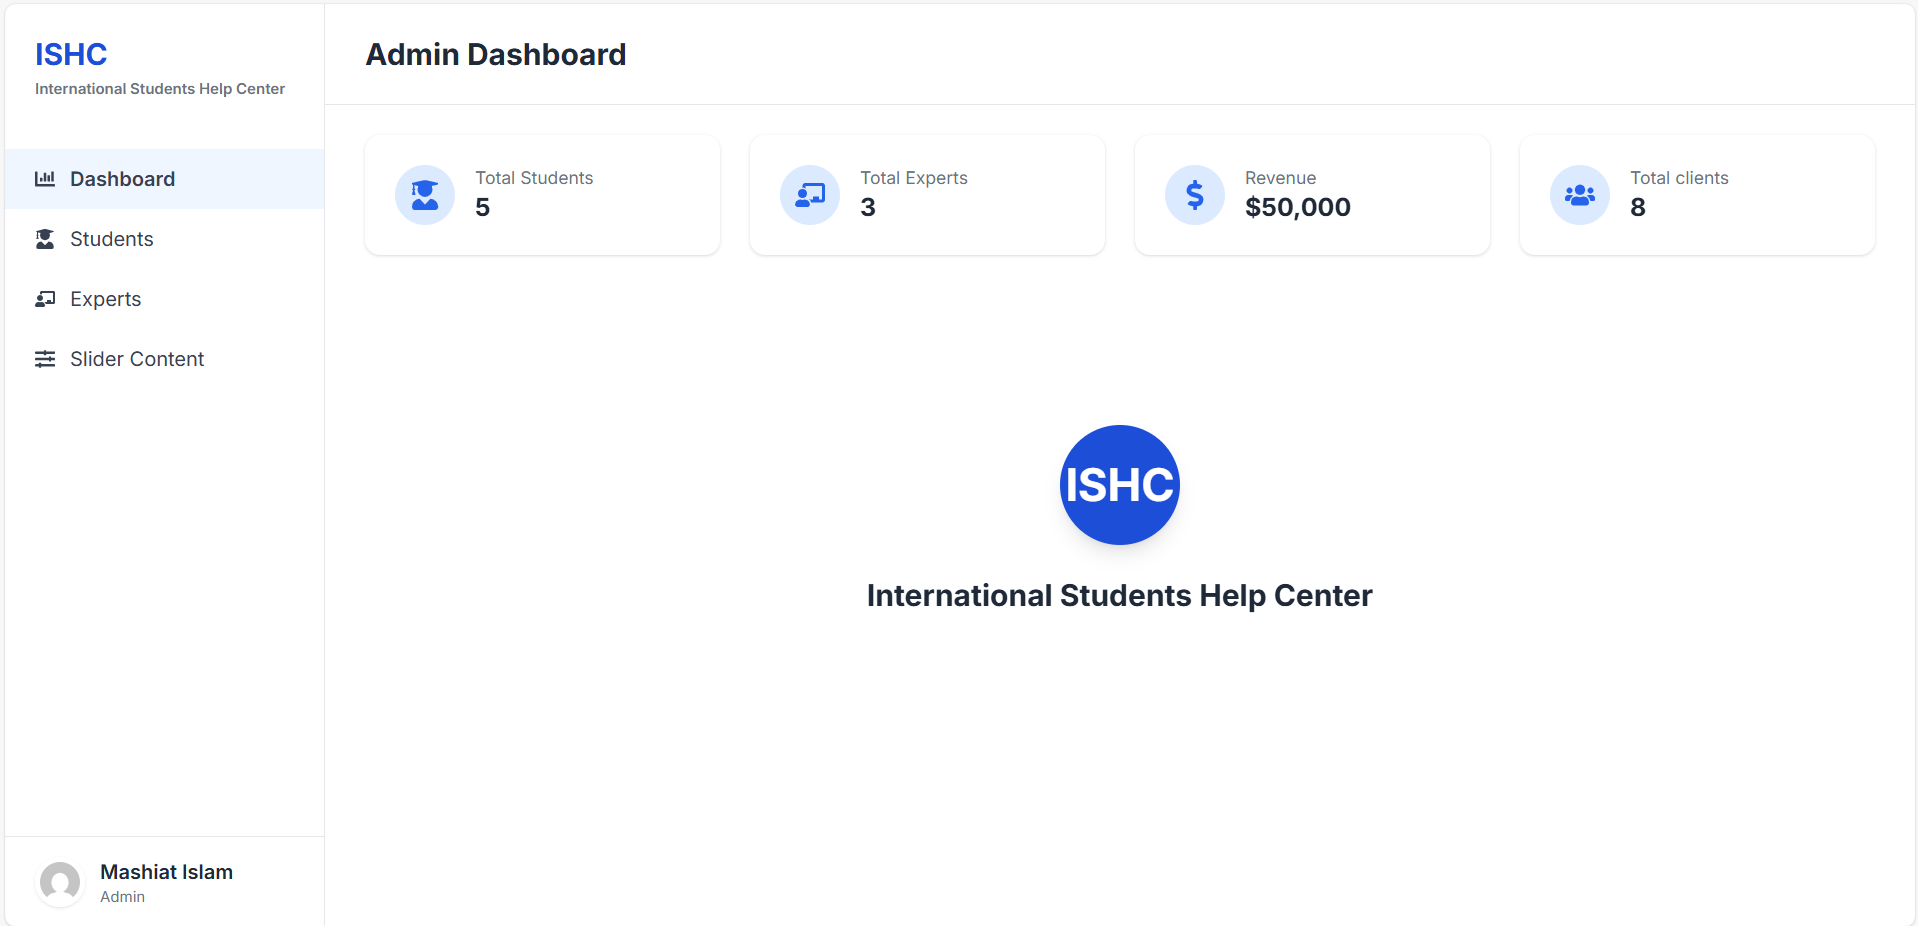 ISHC
International Students Help Center
Dashboard
Students
Experts
Slider Content
Mashiat Islam
Admin
Admin Dashboard
Total Students
5
Total Experts
3
Revenue
$50,000
Total clients
8
ISHC
International Students Help Center